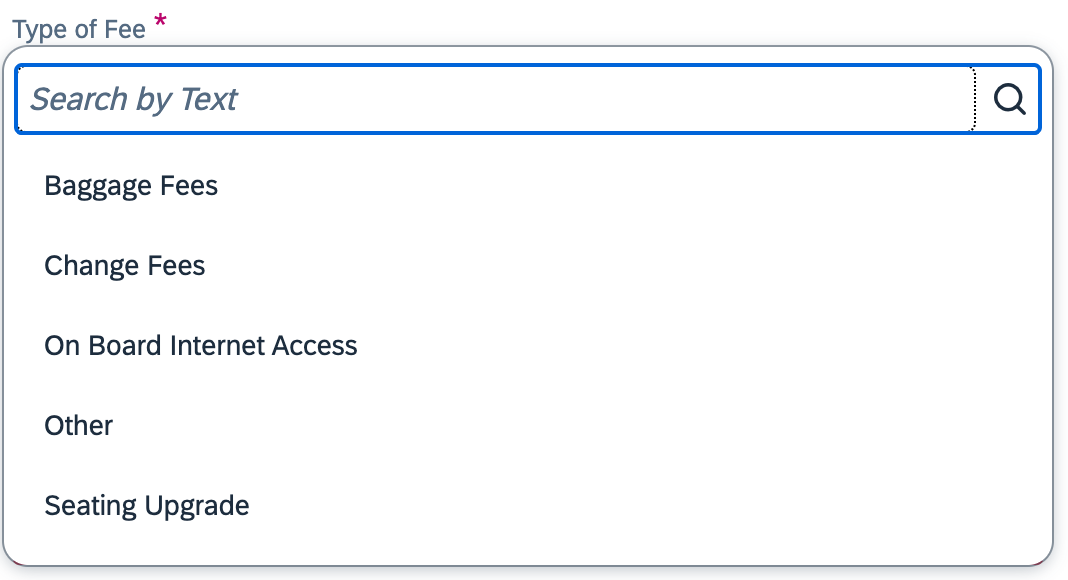 Type of Fee *
Search by Text
Baggage Fees
Change Fees
On Board Internet Access
Other
Seating Upgrade